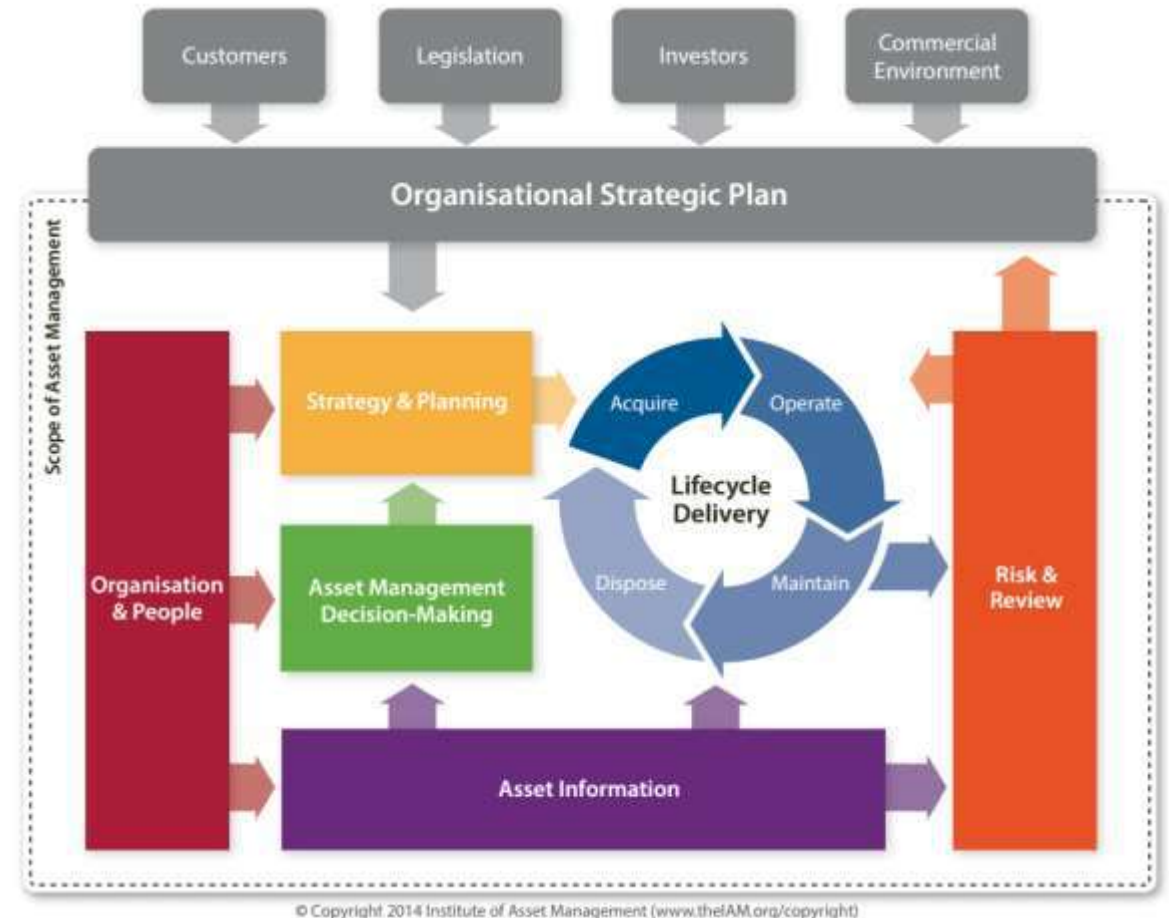 Customers
Legislation
Investors
Commercial
Environment
Organisational Strategic Plan
Scope of Asset Management
Strategy & Planning
Acquire
Operate
Lifecycle
Delivery
Organisation
& People
Asset Management
Decision-Making
Dispose
Maintain
Risk &
Review
Asset Information
© Copyright 2014 Institute of Asset Management (www.theIAM.org/copyright)